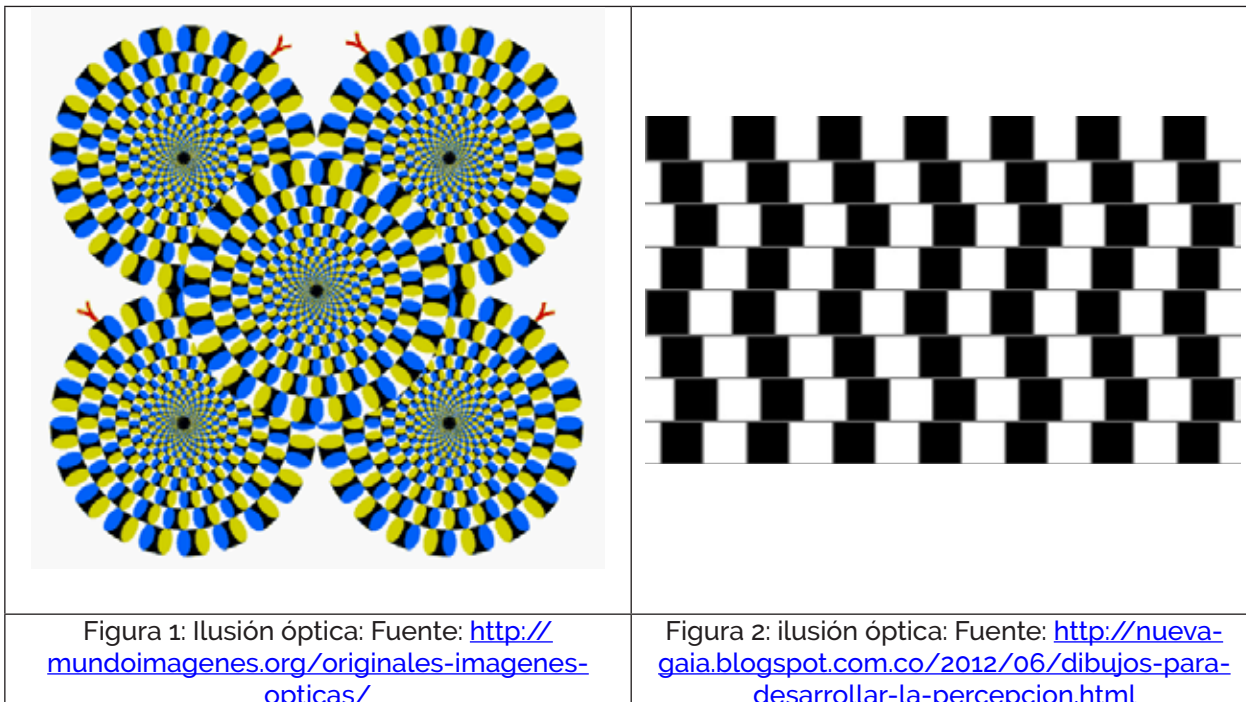 Figura 1: Ilusión óptica: Fuente: http://
mundoimagenes.org/originales-imagenes-
opticas/
Figura 2: ilusión óptica: Fuente: http://nueva-
gaia.blogspot.com.co/2012/06/dibujos-para-
desarrollar-la-percepcion.html